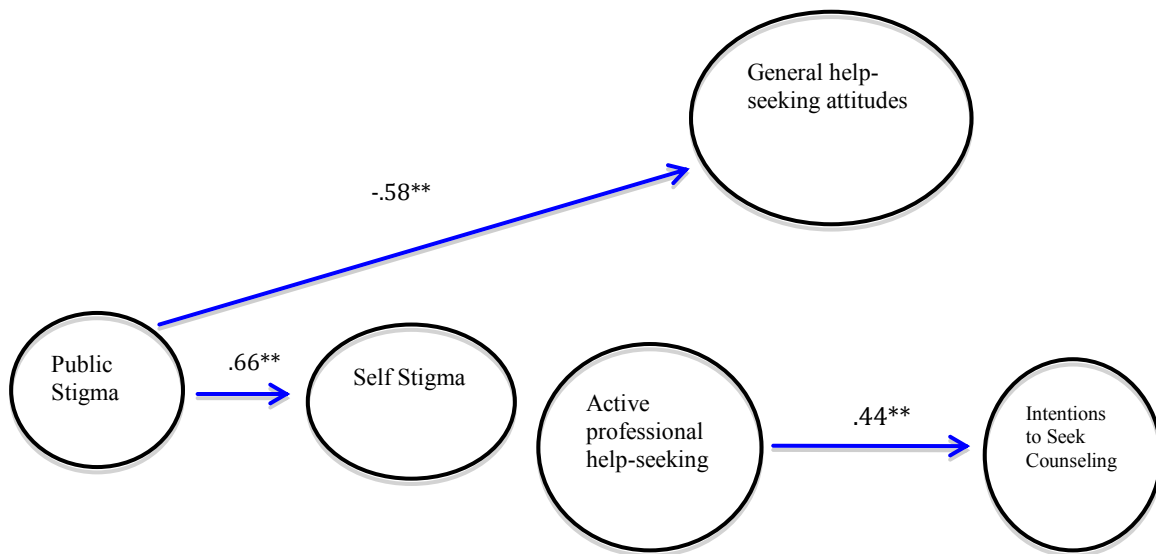 General help-
seeking attitudes
-.58**
Public
Stigma
.66**
Self Stigma
Active
professional
help-seeking
.44**
Intentions
to Seek
Counseling